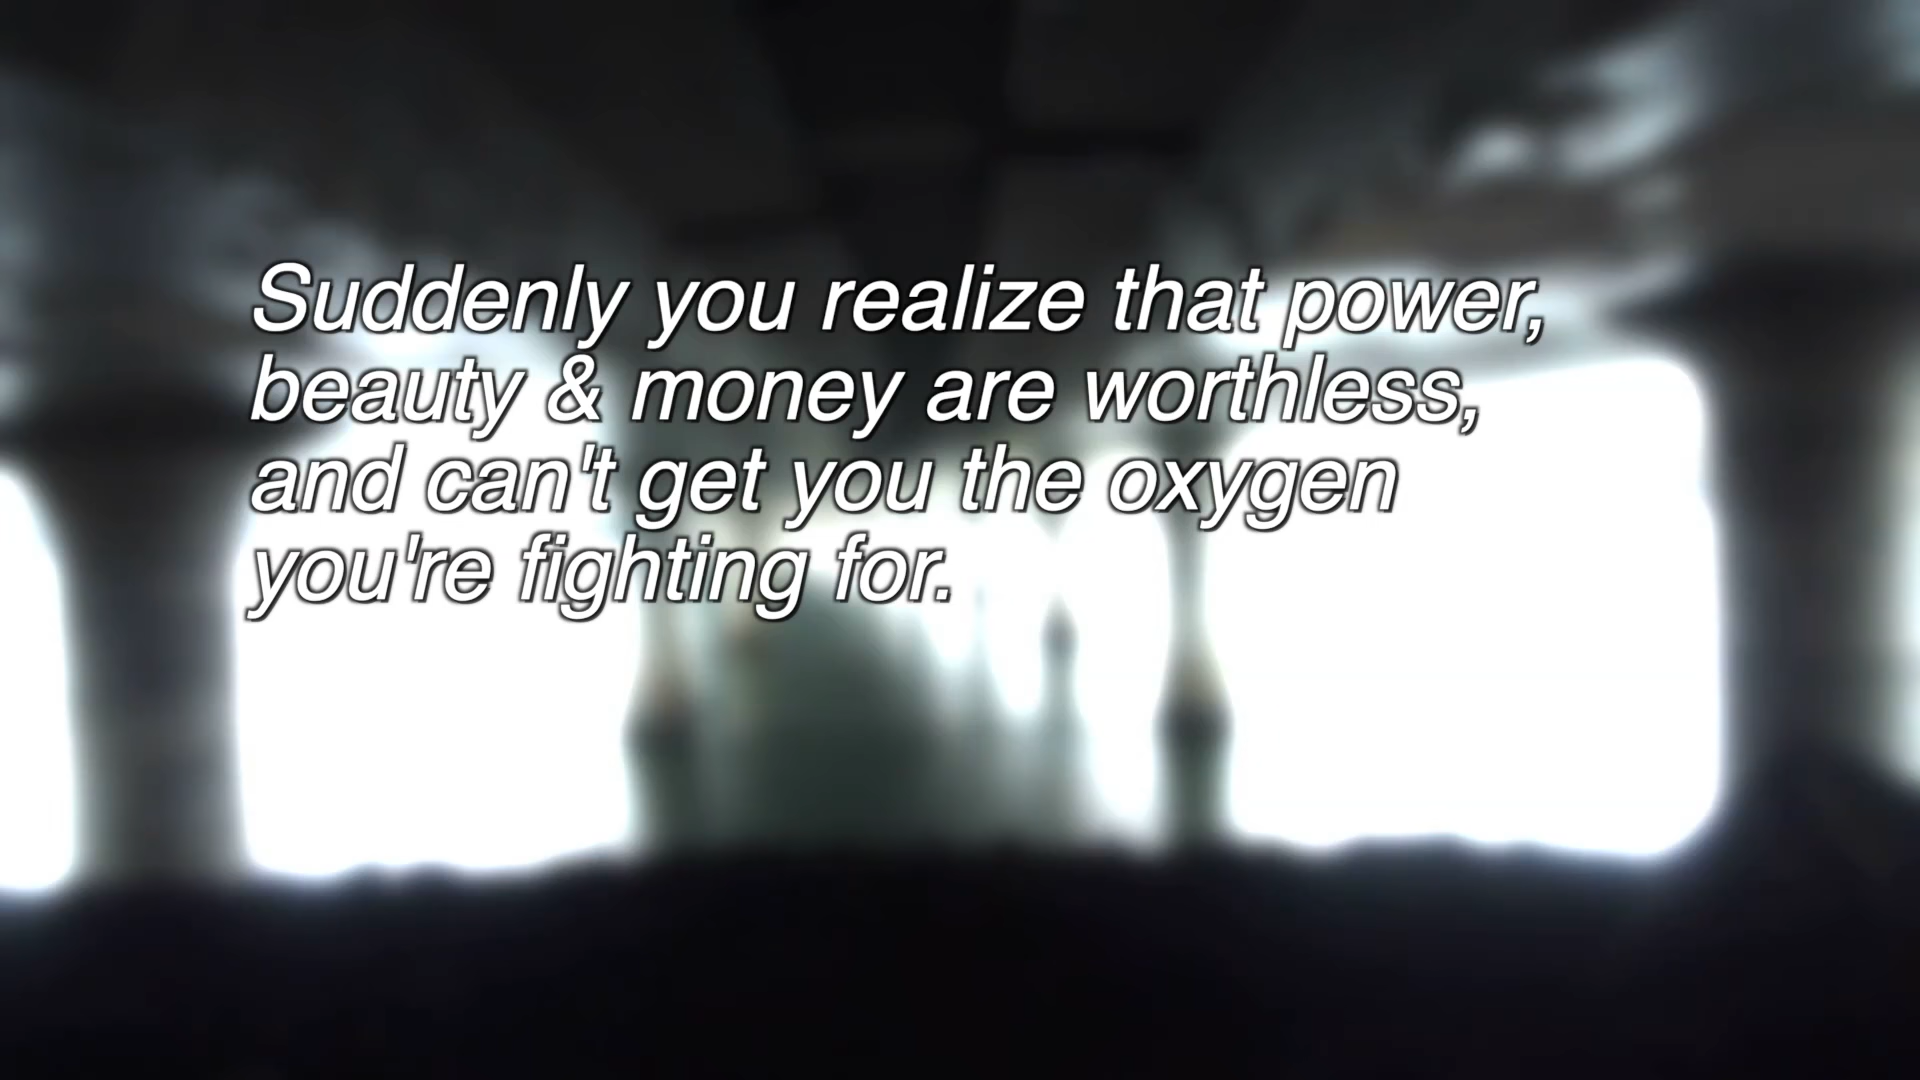 Suddenly you realize that power,
beauty & money are worthless,
and can't get you the oxygen
you're fighting for.